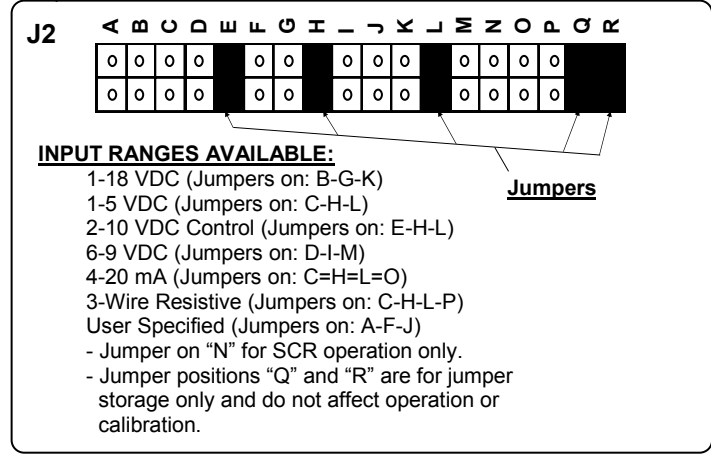 J2
A B C D E F G H I J K L M N O P Q R
O O O O O O O O O O O O O
O O O O O O O O O O O O O
INPUT RANGES AVAILABLE:
Jumpers
1-18 VDC (Jumpers on: B-G-K)
1-5 VDC (Jumpers on: C-H-L)
2-10 VDC Control (Jumpers on: E-H-L)
6-9 VDC (Jumpers on: D-I-M)
4-20 mA (Jumpers on: C=H=L=O)
3-Wire Resistive (Jumpers on: C-H-L-P)
User Specified (Jumpers on: A-F-J)
- Jumper on “N” for SCR operation only.
- Jumper positions “Q” and “R” are for jumper
storage only and do not affect operation or
calibration.